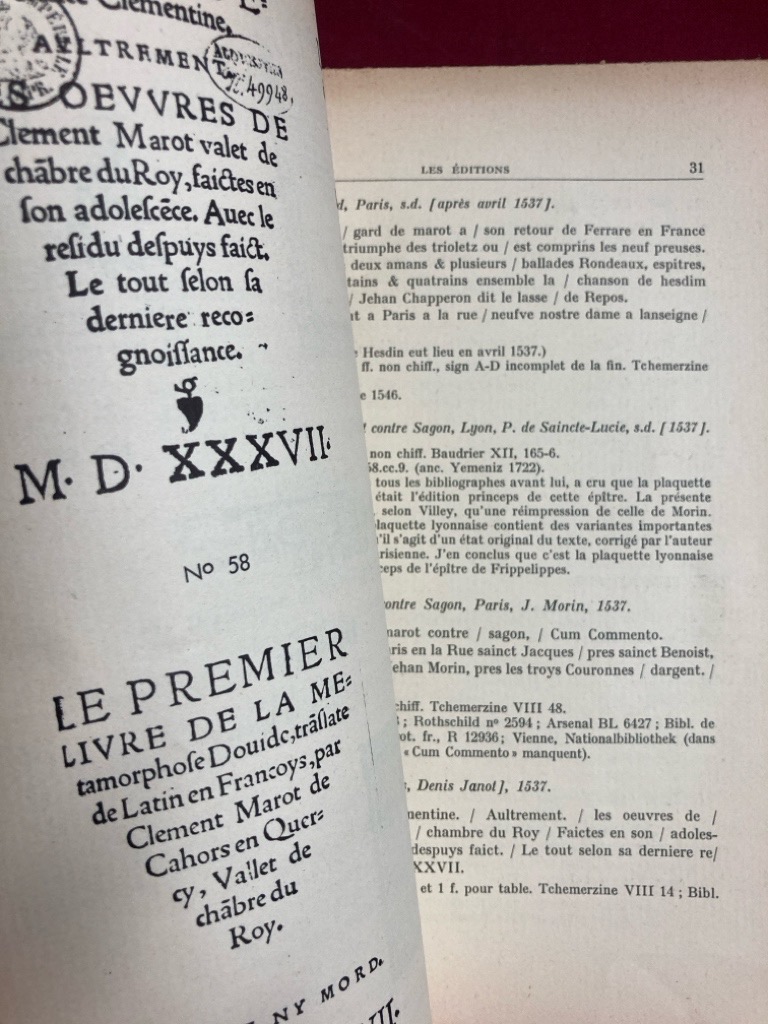 Clementine,
AULTREMENT
49948,
OEVVRES DE
Clement Marot valet de
chãbre du Roy, faictes en
ſon adoleſcẽce. Auec le
reſidu deſpuys faict.
Le tout ſelon ſa
derniere reco=
gnoiſſance.
M. D. XXXVII.
No 58
LE PREMIER
LIVRE DE LA ME=
tamorphoſe Douide, trãſlate
de Latin en Francoys, par
Clement Marot de
Cahors en Quer=
cy, Vallet de
chãbre du
Roy.
NY MORD.
LES ÉDITIONS 31
Paris, s.d. [après avril 1537].
/ gard de marot a / son retour de Ferrare en France
triumphe des trioletz ou / est comprins les neuf preuses.
deux amans & plusieurs / ballades Rondeaux, espitres,
tains & quatrains ensemble la / chanson de hesdim
/ Jehan Chapperon dit le lasse / de Repos.
a Paris a la rue / neufve nostre dame a lanseigne /
Hesdin eut lieu en avril 1537.)
ff. non chiff., sign A-D incomplet de la fin. Tchemerzine
1546.
contre Sagon, Lyon, P. de Saincte-Lucie, s.d. [1537].
non chiff. Baudrier XII, 165-6.
8.cc.9. (anc. Yemeniz 1722).
tous les bibliographes avant lui, a cru que la plaquette
était l'édition princeps de cette épître. La présente
selon Villey, qu'une réimpression de celle de Morin.
laquette lyonnaise contient des variantes importantes
'il s'agit d'un état original du texte, corrigé par l'auteur
risienne. J'en conclus que c'est la plaquette lyonnaise
ceps de l'épître de Frippelippes.
contre Sagon, Paris, J. Morin, 1537.
marot contre / sagon, / Cum Commento.
ris en la Rue sainct Jacques / pres sainct Benoist,
Jehan Morin, pres les troys Couronnes / dargent. /
chiff. Tchemerzine VIII 48.
; Rothschild nº 2594 ; Arsenal BL 6427 ; Bibl. de
ot. fr., R 12936; Vienne, Nationalbibliothek (dans
« Cum Commento » manquent).
Denis Janot], 1537.
mentine. / Aultrement. / les oeuvres de /
/ chambre du Roy / Faictes en son / adoles-
despuys faict. / Le tout selon sa derniere re/
XXVII.
et 1 f. pour table. Tchemerzine VIII 14 ; Bibl.